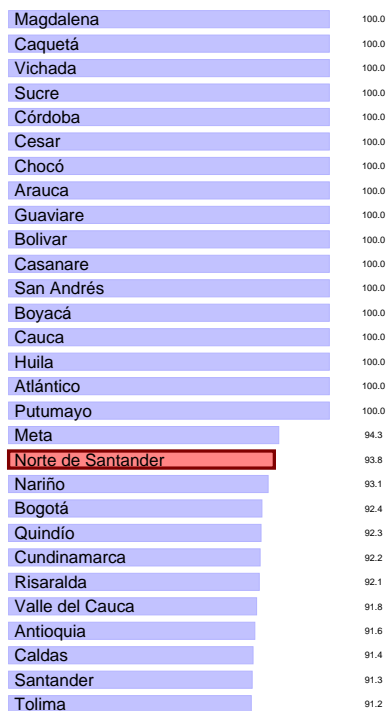 Magdalena 100.0
Caquetá 100.0
Vichada 100.0
Sucre 100.0
Córdoba 100.0
Cesar 100.0
Chocó 100.0
Arauca 100.0
Guaviare 100.0
Bolivar 100.0
Casanare 100.0
San Andrés 100.0
Boyacá 100.0
Cauca 100.0
Huila 100.0
Atlántico 100.0
Putumayo 100.0
Meta 94.3
Norte de Santander 93.8
Nariño 93.1
Bogotá 92.4
Quindío 92.3
Cundinamarca 92.2
Risaralda 92.1
Valle del Cauca 91.8
Antioquia 91.6
Caldas 91.4
Santander 91.3
Tolima 91.2